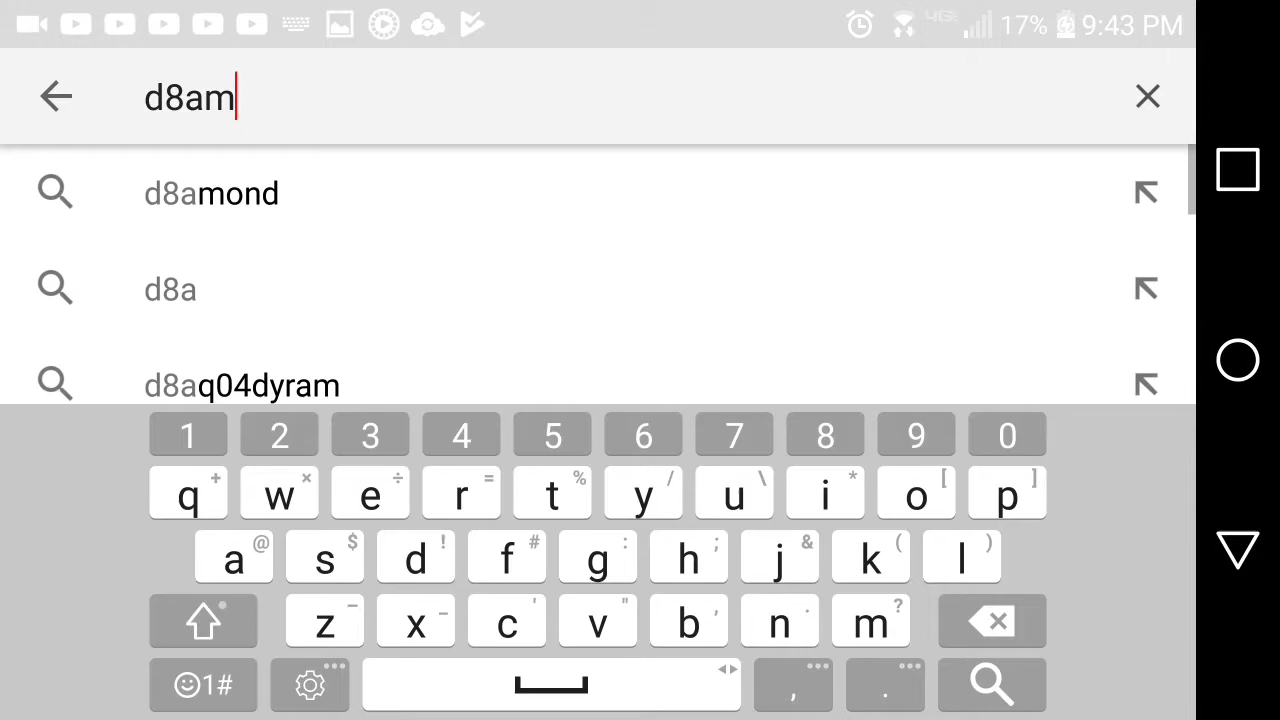 4G 17% 9:43 PM
d8am
d8amond
d8a
d8aq04dyram
1 2 3 4 5 6 7 8 9 0
q + w × e ÷ r = t % y / u \ i * o [ p ]
a @ s $ d ! f # g : h ; j & k ( l )
z – x _ c ' v " b , n . m ?
1# , .